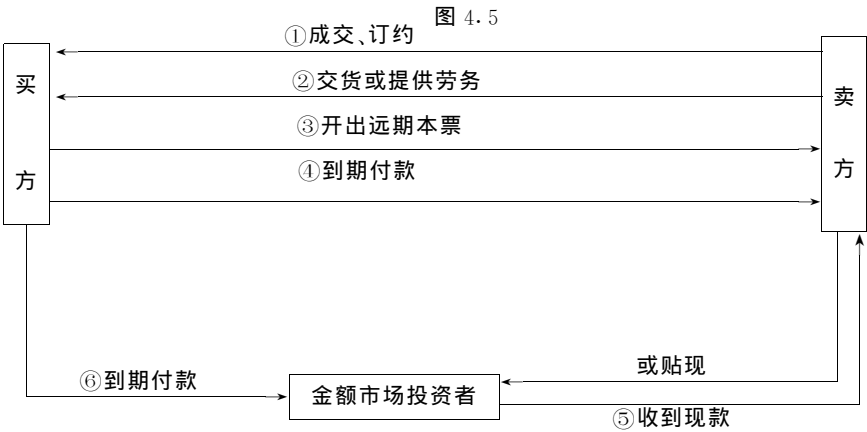 图 4.5
①成交、订约
②交货或提供劳务
③开出远期本票
④到期付款
买方
卖方
或贴现
⑥到期付款
金额市场投资者
⑤收到现款